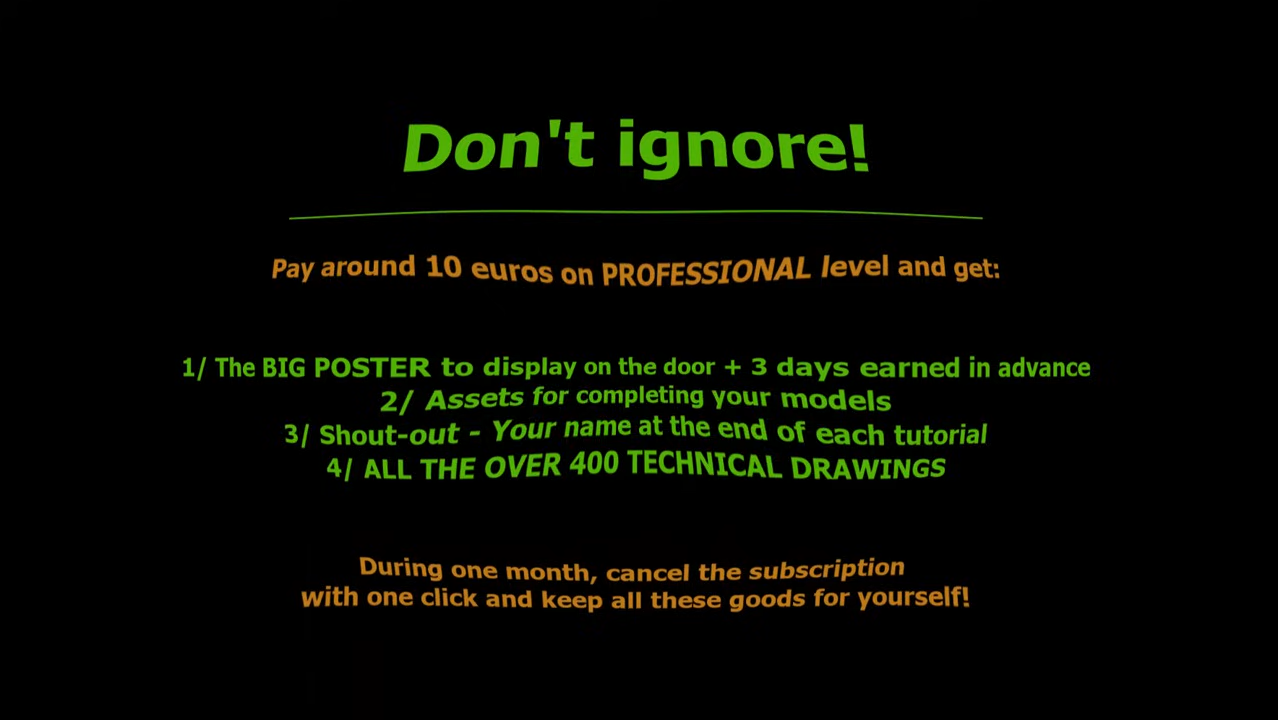 Don't ignore!
Pay around 10 euros on PROFESSIONAL level and get:
1/ The BIG POSTER to display on the door + 3 days earned in advance
2/ Assets for completing your models
3/ Shout-out - Your name at the end of each tutorial
4/ ALL THE OVER 400 TECHNICAL DRAWINGS
During one month, cancel the subscription
with one click and keep all these goods for yourself!